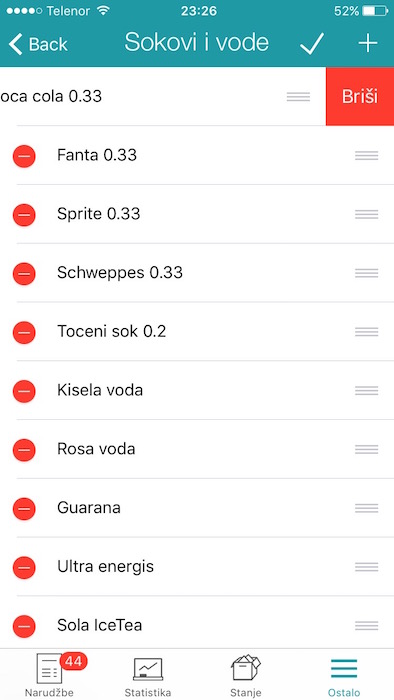 Telenor 23:26 52%
Back Sokovi i vode
oca cola 0.33 Briši
Fanta 0.33
Sprite 0.33
Schweppes 0.33
Toceni sok 0.2
Kisela voda
Rosa voda
Guarana
Ultra energis
Sola IceTea
44
Narudžbe Statistika Stanje Ostalo